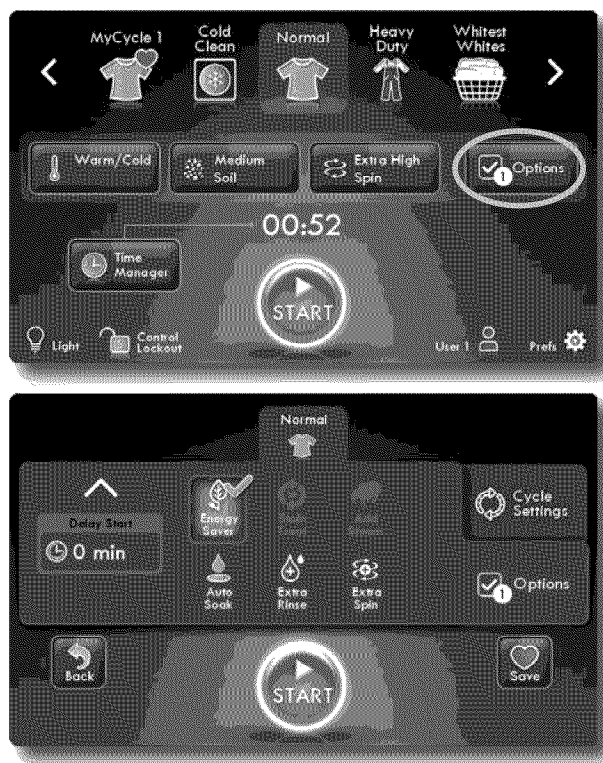 MyCycle 1
Cold
Clean
Normal
Heavy
Duty
Whitest
Whites
Warm/Cold
Medium
Soil
Extra High
Spin
1
Options
00:52
Time
Manager
START
Light
Control
Lockout
User 1
Prefs
Normal
Delay Start
0 min
Energy
Saver
Auto
Soak
Extra
Rinse
Extra
Spin
Cycle
Settings
1
Options
Back
START
Save